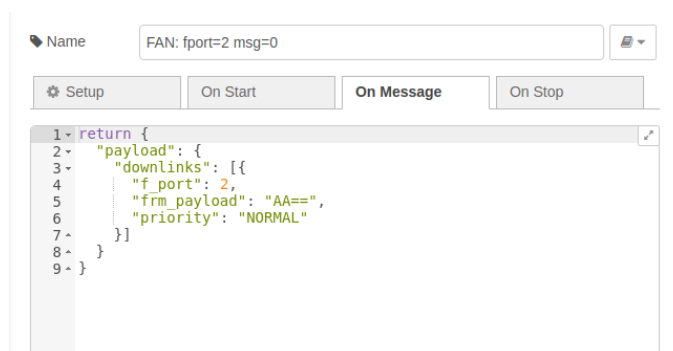 Name
FAN: fport=2 msg=0
Setup
On Start
On Message
On Stop
1 return {
2 "payload": {
3 "downlinks": [{
4 "f_port": 2,
5 "frm_payload": "AA==",
6 "priority": "NORMAL"
7 }]
8 }
9 }